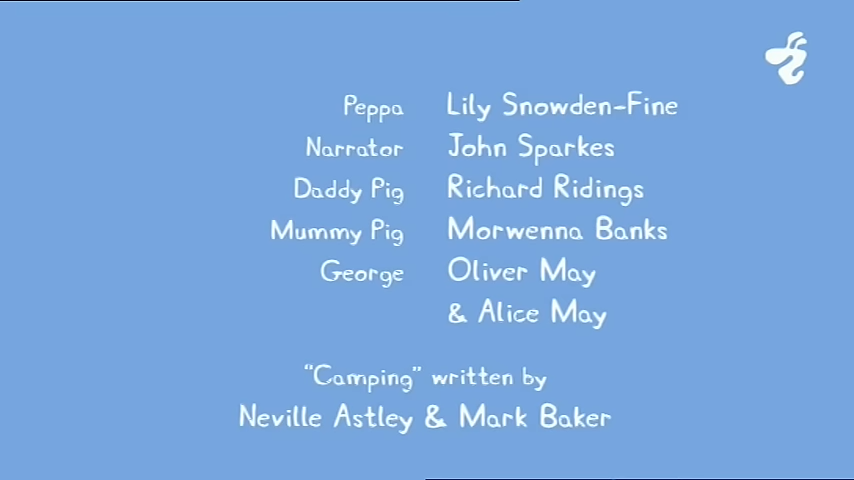 Peppa Lily Snowden-Fine
Narrator John Sparkes
Daddy Pig Richard Ridings
Mummy Pig Morwenna Banks
George Oliver May
& Alice May
"Camping" written by
Neville Astley & Mark Baker